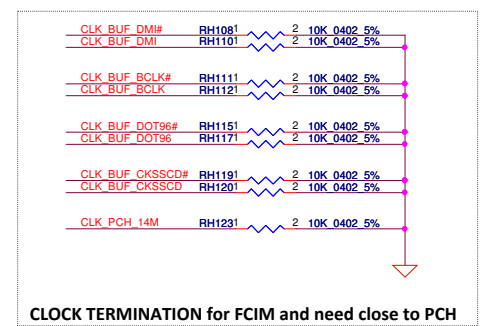 CLK_BUF_DMI# RH108 1 2 10K_0402_5%
CLK_BUF_DMI RH110 1 2 10K_0402_5%
CLK_BUF_BCLK# RH111 1 2 10K_0402_5%
CLK_BUF_BCLK RH112 1 2 10K_0402_5%
CLK_BUF_DOT96# RH115 1 2 10K_0402_5%
CLK_BUF_DOT96 RH117 1 2 10K_0402_5%
CLK_BUF_CKSSCD# RH119 1 2 10K_0402_5%
CLK_BUF_CKSSCD RH120 1 2 10K_0402_5%
CLK_PCH_14M RH123 1 2 10K_0402_5%
CLOCK TERMINATION for FCIM and need close to PCH